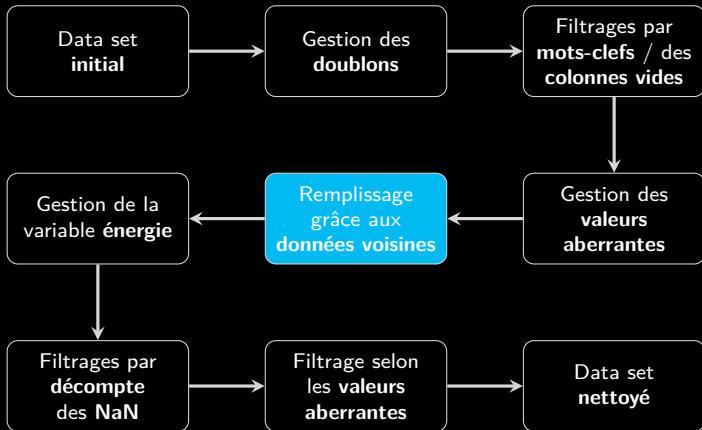 Data set
initial
Gestion des
doublons
Filtrages par
mots-clefs / des
colonnes vides
Gestion de la
variable énergie
Remplissage
grâce aux
données voisines
Gestion des
valeurs
aberrantes
Filtrages par
décompte
des NaN
Filtrage selon
les valeurs
aberrantes
Data set
nettoyé